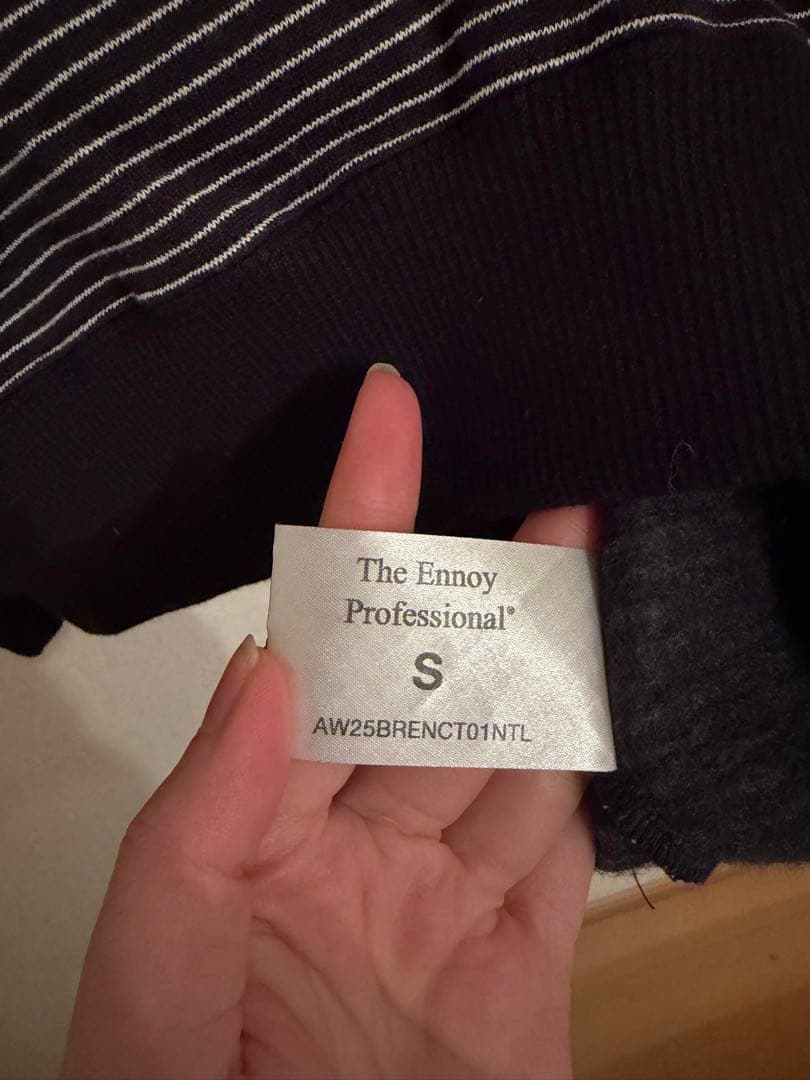 The Ennoy
Professional®
S
AW25BRENCT01NTL